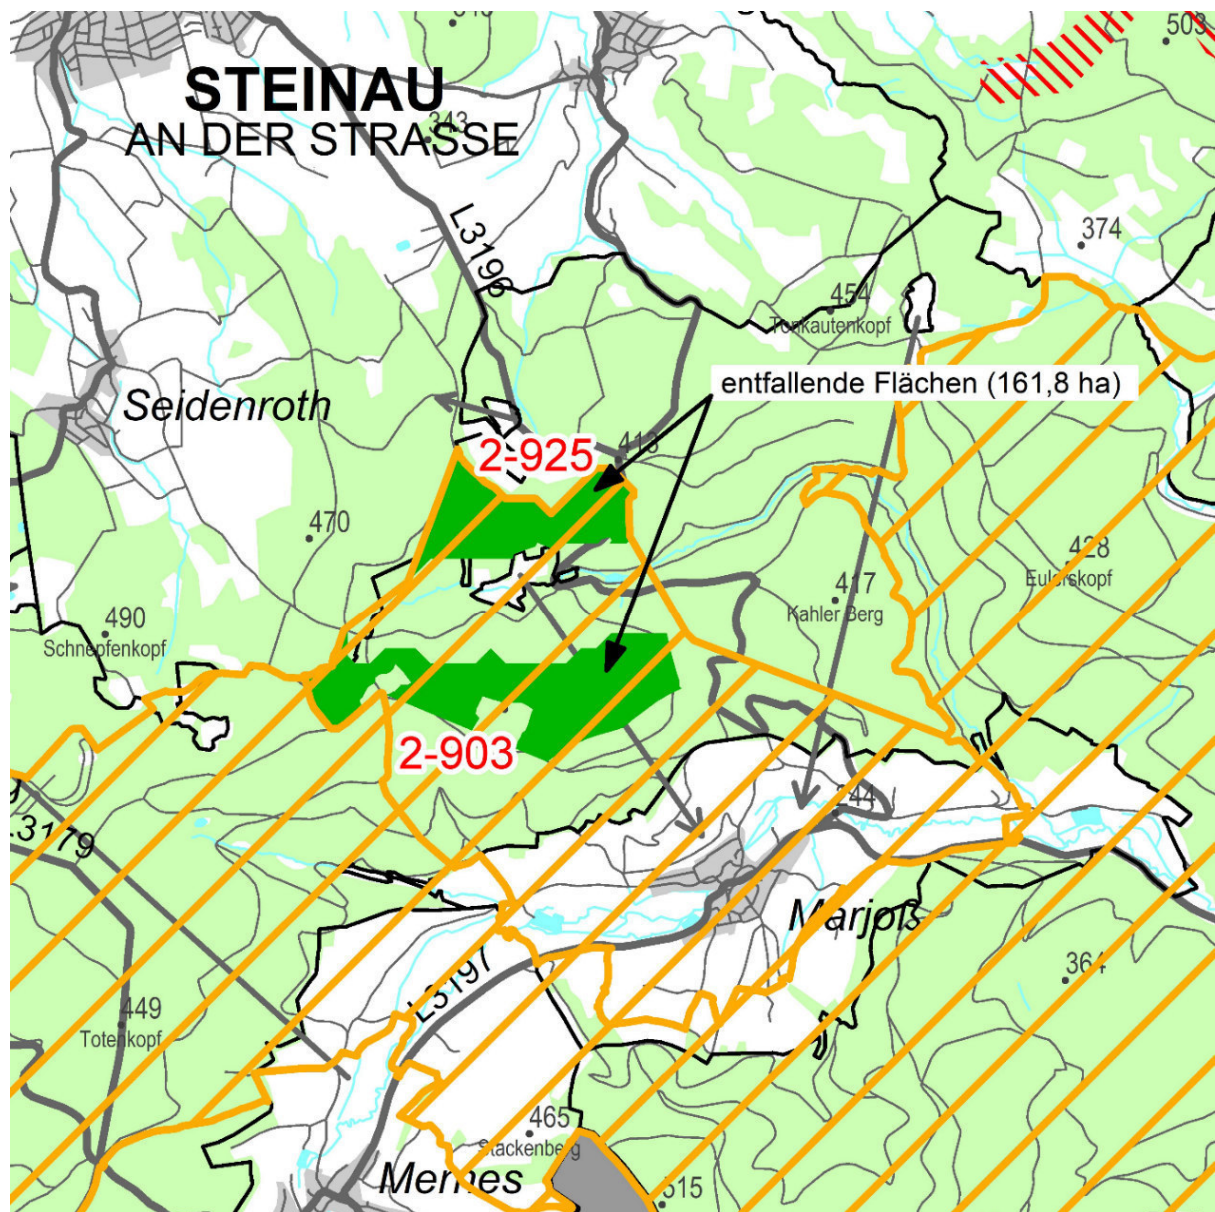 503
STEINAU
AN DER STRASSE
343
374
L3196
454
Tonkautenkopf
entfallende Flächen (161,8 ha)
Seidenroth
413
2-925
470
428
Eulerskopf
417
Kahler Berg
490
Schnepfenkopf
2-903
244
L3179
Marjoß
364
L3197
449
Totenkopf
465
Stackenberg
Mernes
515